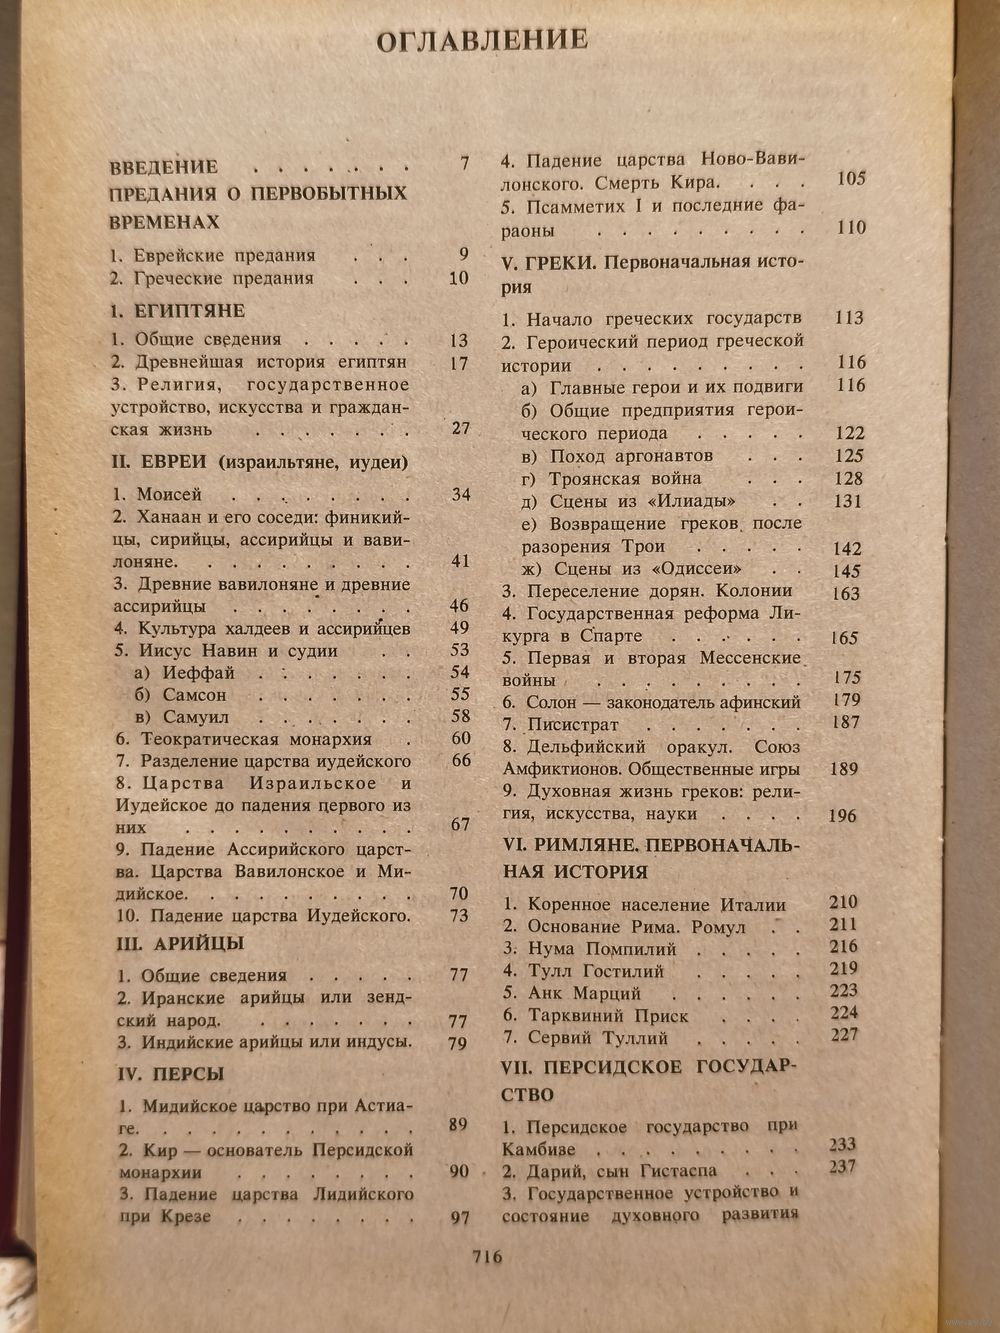 ОГЛАВЛЕНИЕ
ВВЕДЕНИЕ . . . . . . . 7
ПРЕДАНИЯ О ПЕРВОБЫТНЫХ
ВРЕМЕНАХ
1. Еврейские предания . . . 9
2. Греческие предания . . . 10
I. ЕГИПТЯНЕ
1. Общие сведения . . . . . 13
2. Древнейшая история египтян 17
3. Религия, государственное
устройство, искусства и граждан-
ская жизнь . . . . . . . 27
II. ЕВРЕИ (израильтяне, иудеи)
1. Моисей . . . . . . . . 34
2. Ханаан и его соседи: финикий-
цы, сирийцы, ассирийцы и вави-
лоняне. . . . . . . . . . 41
3. Древние вавилоняне и древние
ассирийцы . . . . . . . . 46
4. Культура халдеев и ассирийцев 49
5. Иисус Навин и судии . . 53
а) Иеффай . . . . . . . 54
б) Самсон . . . . . . . 55
в) Самуил . . . . . . . 58
6. Теократическая монархия . 60
7. Разделение царства иудейского 66
8. Царства Израильское и
Иудейское до падения первого из
них . . . . . . . . . . 67
9. Падение Ассирийского царст-
ва. Царства Вавилонское и Ми-
дийское. . . . . . . . . . 70
10. Падение царства Иудейского. 73
III. АРИЙЦЫ
1. Общие сведения . . . . . 77
2. Иранские арийцы или зенд-
ский народ. . . . . . . . 77
3. Индийские арийцы или индусы. 79
IV. ПЕРСЫ
1. Мидийское царство при Астиа-
ге. . . . . . . . . . . . 89
2. Кир — основатель Персидской
монархии . . . . . . . . 90
3. Падение царства Лидийского
при Крезе . . . . . . . . 97
4. Падение царства Ново-Вави-
лонского. Смерть Кира. . . . 105
5. Псамметих I и последние фа-
раоны . . . . . . . . . 110
V. ГРЕКИ. Первоначальная исто-
рия
1. Начало греческих государств 113
2. Героический период греческой
истории . . . . . . . . . 116
а) Главные герои и их подвиги 116
б) Общие предприятия герои-
ческого периода . . . . . 122
в) Поход аргонавтов . . . 125
г) Троянская война . . . 128
д) Сцены из «Илиады» . . 131
е) Возвращение греков после
разорения Трои . . . . . 142
ж) Сцены из «Одиссеи» . . 145
3. Переселение дорян. Колонии 163
4. Государственная реформа Ли-
курга в Спарте . . . . . . 165
5. Первая и вторая Мессенские
войны . . . . . . . . . 175
6. Солон — законодатель афинский 179
7. Писистрат . . . . . . . 187
8. Дельфийский оракул. Союз
Амфиктионов. Общественные игры 189
9. Духовная жизнь греков: рели-
гия, искусства, науки . . . . 196
VI. РИМЛЯНЕ. ПЕРВОНАЧАЛЬ-
НАЯ ИСТОРИЯ
1. Коренное население Италии 210
2. Основание Рима. Ромул . . 211
3. Нума Помпилий . . . . . 216
4. Тулл Гостилий . . . . . 219
5. Анк Марций . . . . . . 223
6. Тарквиний Приск . . . . 224
7. Сервий Туллий . . . . . 227
VII. ПЕРСИДСКОЕ ГОСУДАР-
СТВО
1. Персидское государство при
Камбизе . . . . . . . . . 233
2. Дарий, сын Гистаспа . . . 237
3. Государственное устройство и
состояние духовного развития
716